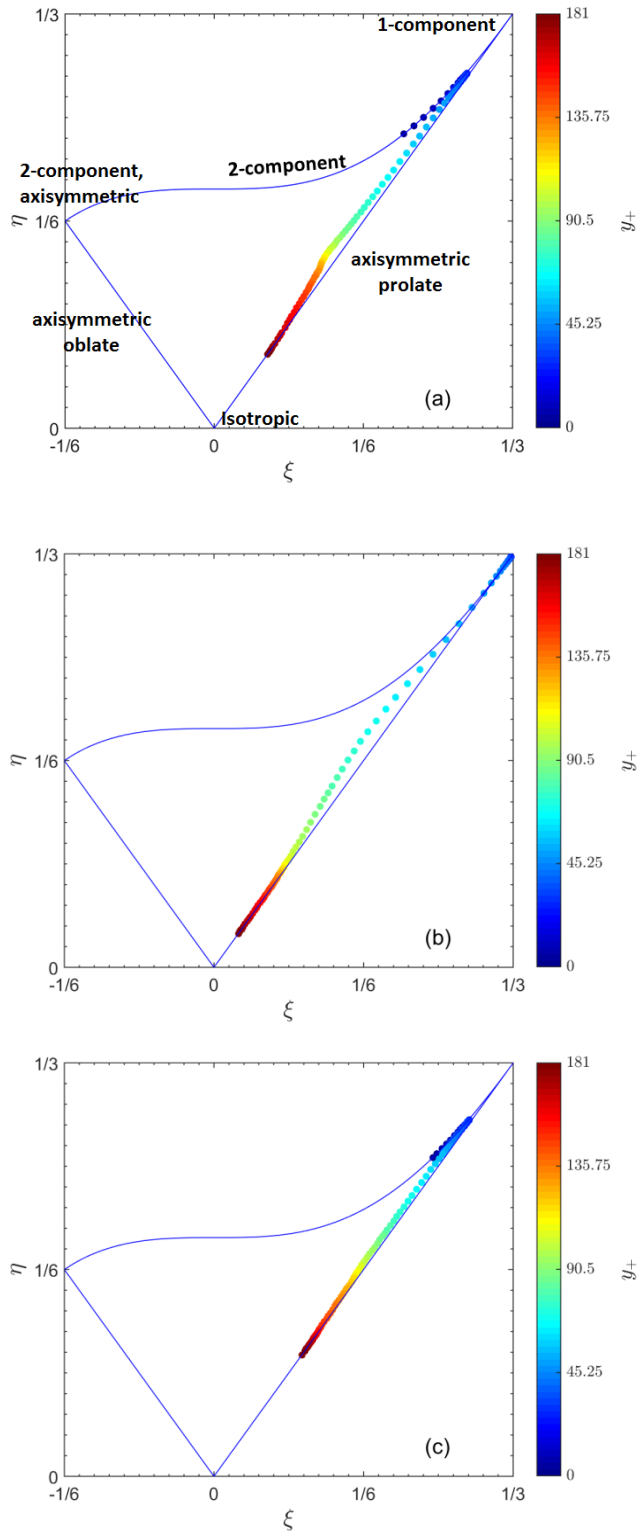 1/3
1-component
181
2-component,
axisymmetric
2-component
135.75
η
1/6
90.5
y+
axisymmetric
prolate
axisymmetric
oblate
45.25
(a)
Isotropic
0
0
-1/6
0
1/6
1/3
ξ
1/3
181
135.75
η
1/6
90.5
y+
45.25
(b)
0
0
-1/6
0
1/6
1/3
ξ
1/3
181
135.75
η
1/6
90.5
y+
45.25
(c)
0
0
-1/6
0
1/6
1/3
ξ